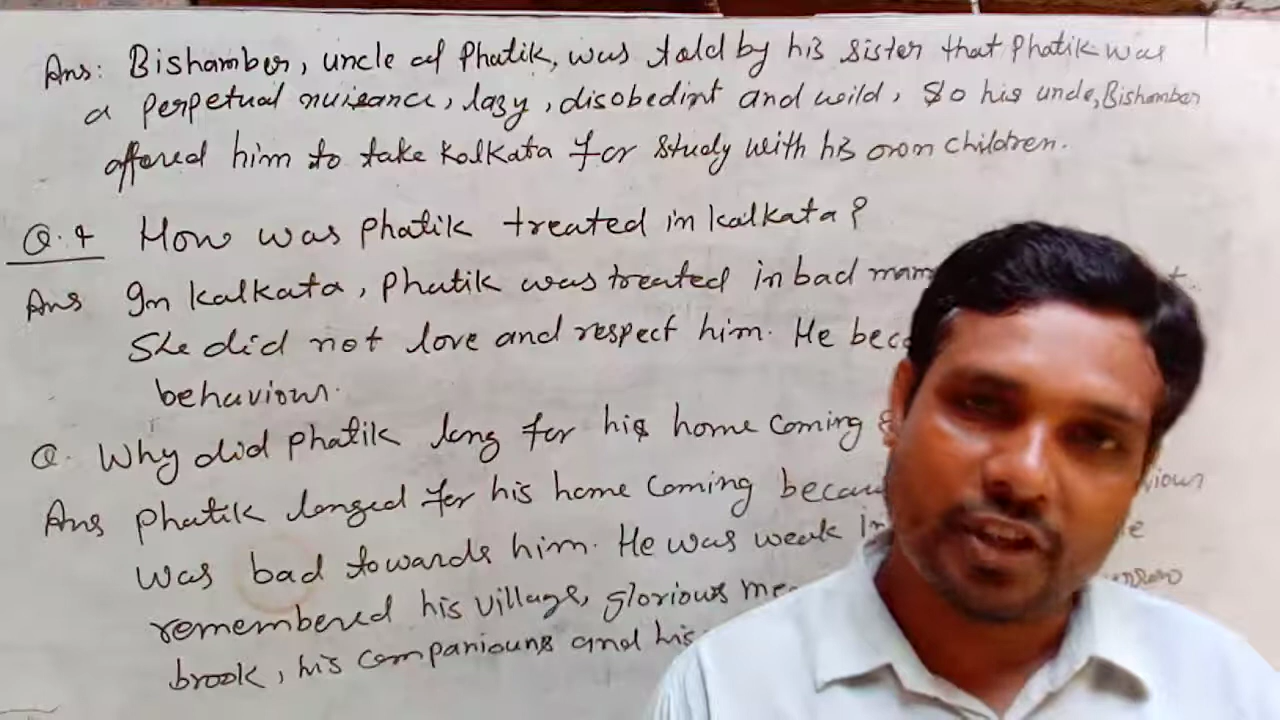 Ans: Bishamber, uncle of Phatik, was told by his sister that Phatik was
a perpetual nuisance, lazy, disobedint and wild, So his uncle, Bishamber
offered him to take Kolkata for study with his own children.
Q.4 How was phatik treated in kalkata?
Ans In kalkata, Phatik was treated in bad
She did not love and respect him. He
behaviour.
Q. Why did phatik long for his home coming
Ans phatik longed for his home coming
was bad towards him. He was weak in
remembered his village, glorious
brook, his companiouns and his